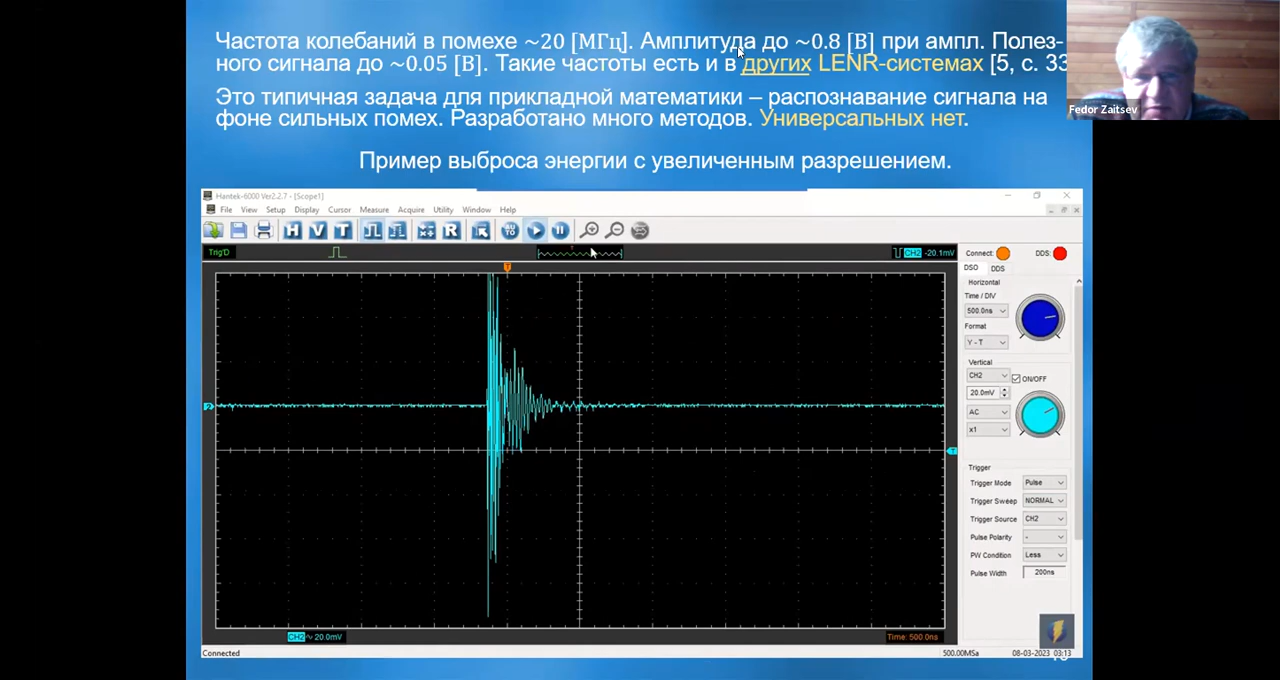 Частота колебаний в помехе ~20 [МГц]. Амплитуда до ~0.8 [В] при ампл. Полез-
ного сигнала до ~0.05 [В]. Такие частоты есть и в других LENR-системах [5, с. 33
Это типичная задача для прикладной математики – распознавание сигнала на
фоне сильных помех. Разработано много методов. Универсальных нет.
Пример выброса энергии с увеличенным разрешением.
Fedor Zaitsev
Hantek-6000 Ver2.2.7 - [Scope1]
File View Setup Display Cursor Measure Acquire Utility Window Help
H V T R AUTO
Trig'D T CH2 -20.1mV Connect: DDS:
DSO DDS
Horizontal
Time / DIV
500.0ns
Format
Y - T
Vertical
CH2 ON/OFF
20.0mV
AC
x1
Trigger
Trigger Mode Pulse
Trigger Sweep NORMAL
Trigger Source CH2
Pulse Polarity -
PW Condition Less
Pulse Width 200ns
T
2
T
CH2 20.0mV Time: 500.0ns
Connected 500.00MSa 08-03-2023 03:13